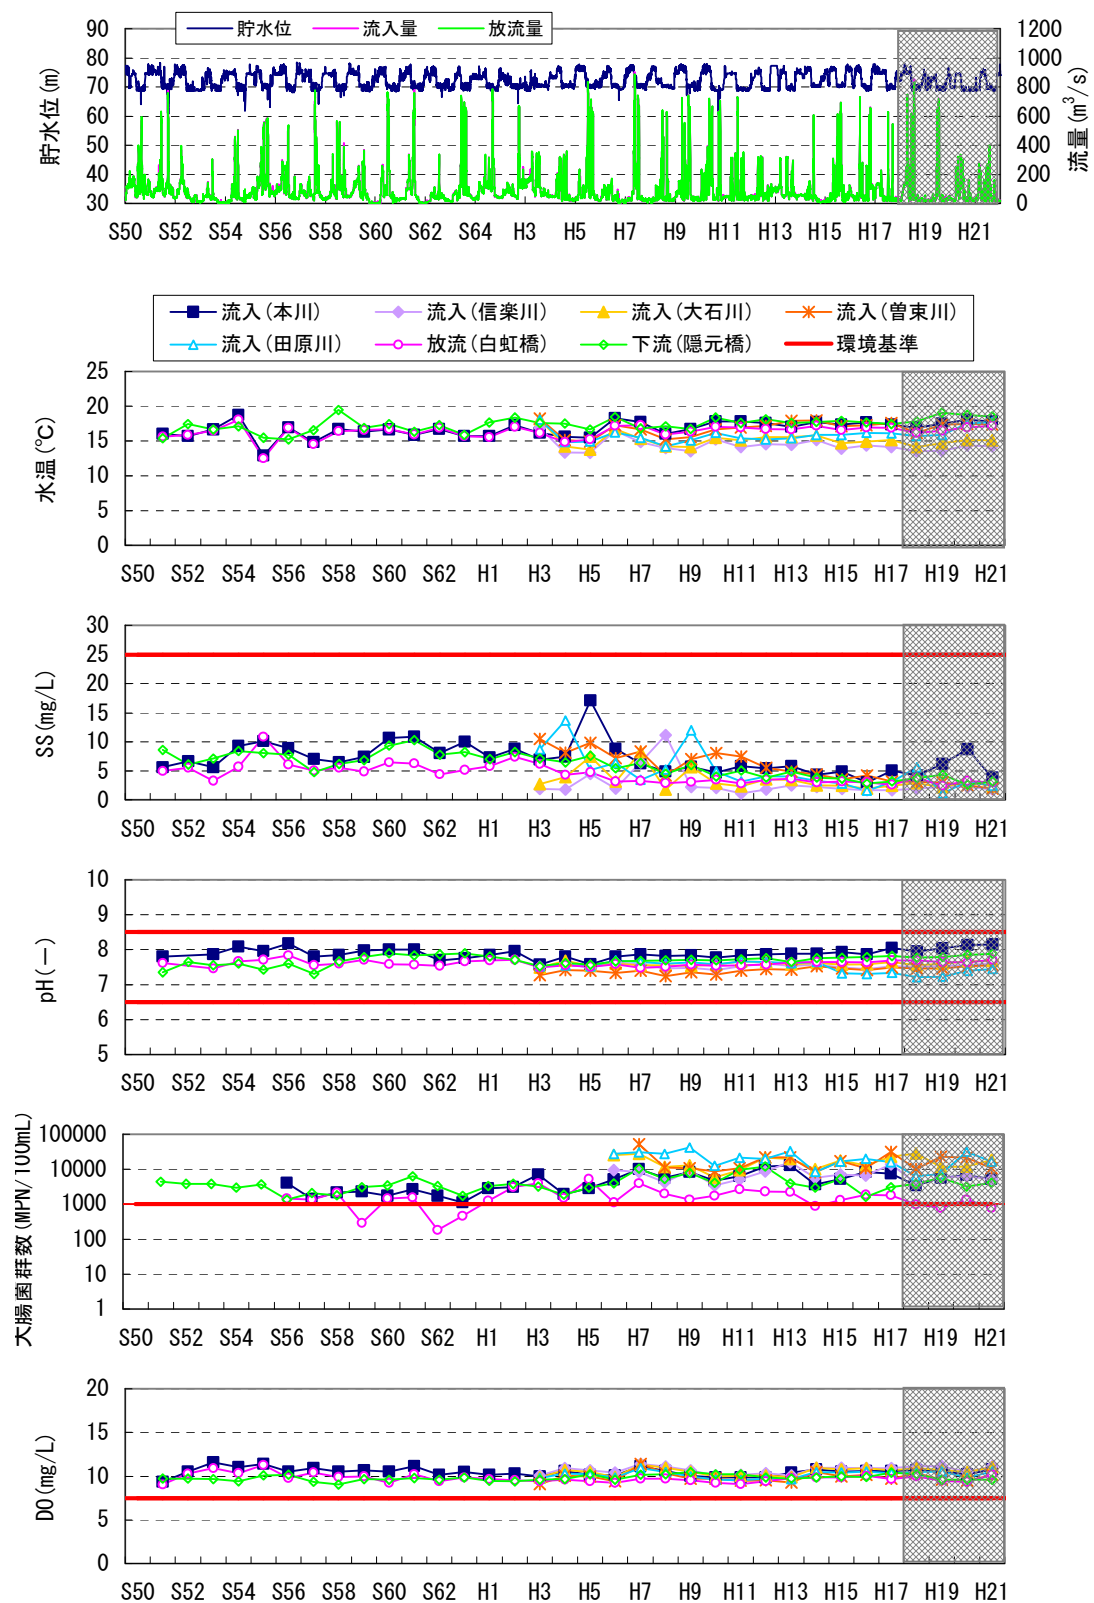 貯水位 流入量 放流量
90 80 70 60 50 40 30
貯水位(m)
1200 1000 800 600 400 200 0
流量(m³/s)
S50 S52 S54 S56 S58 S60 S62 S64 H3 H5 H7 H9 H11 H13 H15 H17 H19 H21
流入(本川) 流入(信楽川) 流入(大石川) 流入(曽束川)
流入(田原川) 放流(白虹橋) 下流(隠元橋) 環境基準
25 20 15 10 5 0
水温(℃)
S50 S52 S54 S56 S58 S60 S62 H1 H3 H5 H7 H9 H11 H13 H15 H17 H19 H21
30 25 20 15 10 5 0
SS(mg/L)
S50 S52 S54 S56 S58 S60 S62 H1 H3 H5 H7 H9 H11 H13 H15 H17 H19 H21
10 9 8 7 6 5
pH(－)
S50 S52 S54 S56 S58 S60 S62 H1 H3 H5 H7 H9 H11 H13 H15 H17 H19 H21
100000 10000 1000 100 10 1
大腸菌群数(MPN/100mL)
S50 S52 S54 S56 S58 S60 S62 H1 H3 H5 H7 H9 H11 H13 H15 H17 H19 H21
20 15 10 5 0
DO(mg/L)
S50 S52 S54 S56 S58 S60 S62 H1 H3 H5 H7 H9 H11 H13 H15 H17 H19 H21